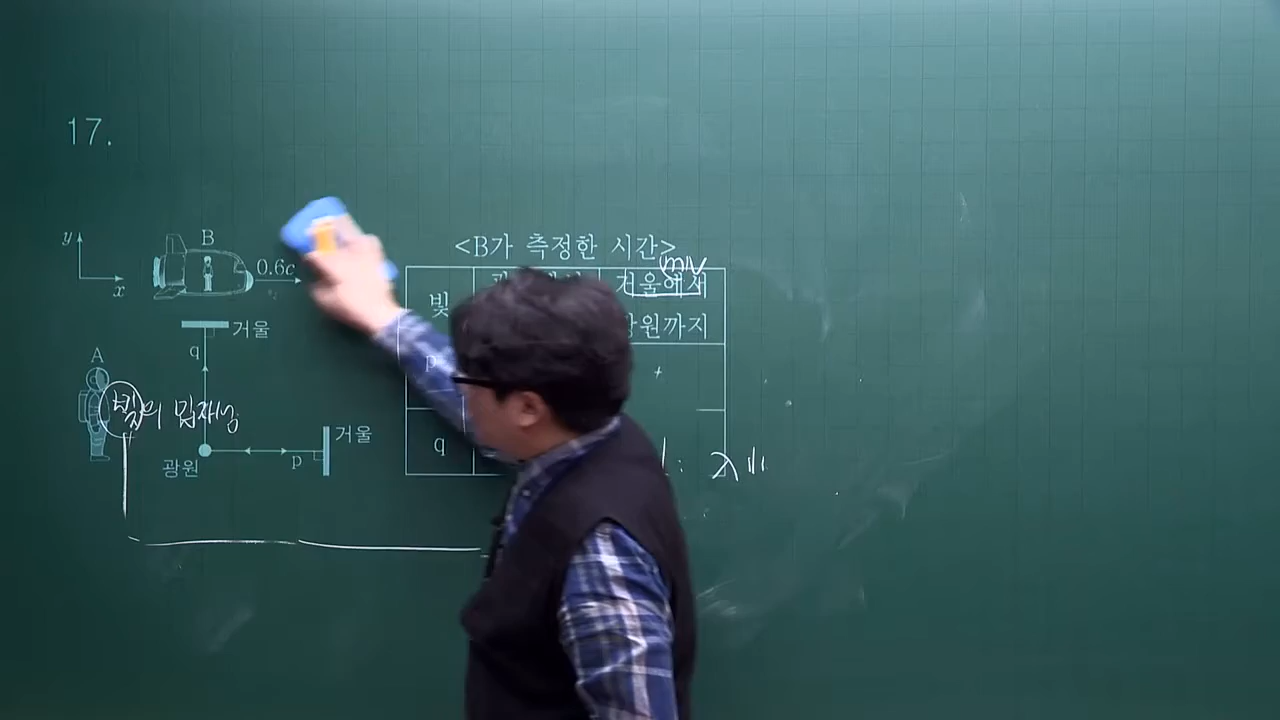 17.
<B가 측정한 시간>
y
B
0.6c
x
거울
q
A
빛의 입자성
거울
광원
p
mv
빛
거울에서
광원까지
p
q